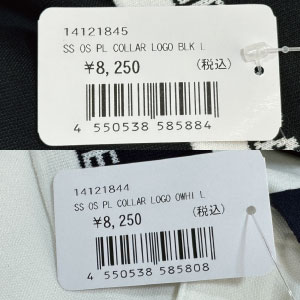 14121845
SS OS PL COLLAR LOGO BLK L
¥8,250
(税込)
4 550538 585884
14121844
SS OS PL COLLAR LOGO OWHI L
¥8,250
(税込)
4 550538 585808